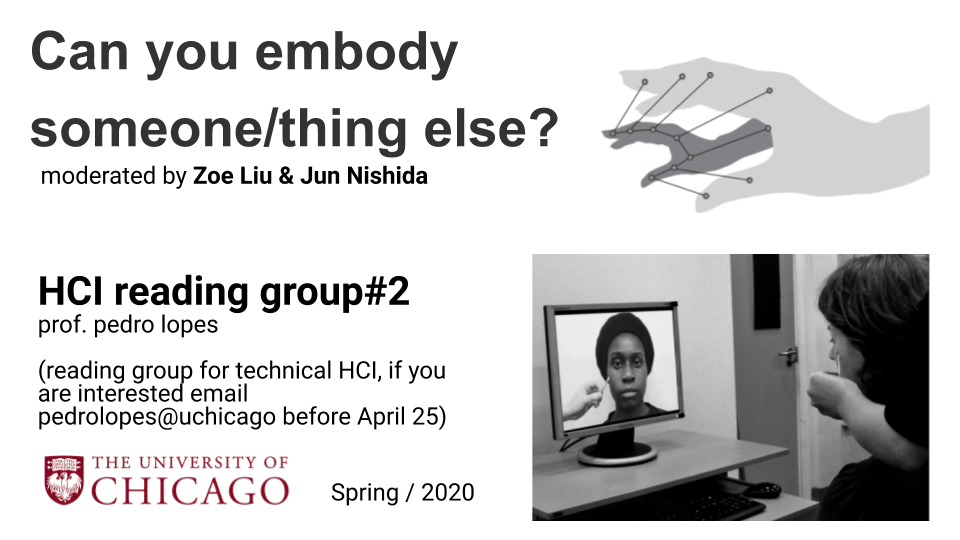 Can you embody
someone/thing else?
moderated by Zoe Liu & Jun Nishida
HCI reading group#2
prof. pedro lopes
(reading group for technical HCI, if you
are interested email
pedrolopes@uchicago before April 25)
THE UNIVERSITY OF
CHICAGO
Spring / 2020